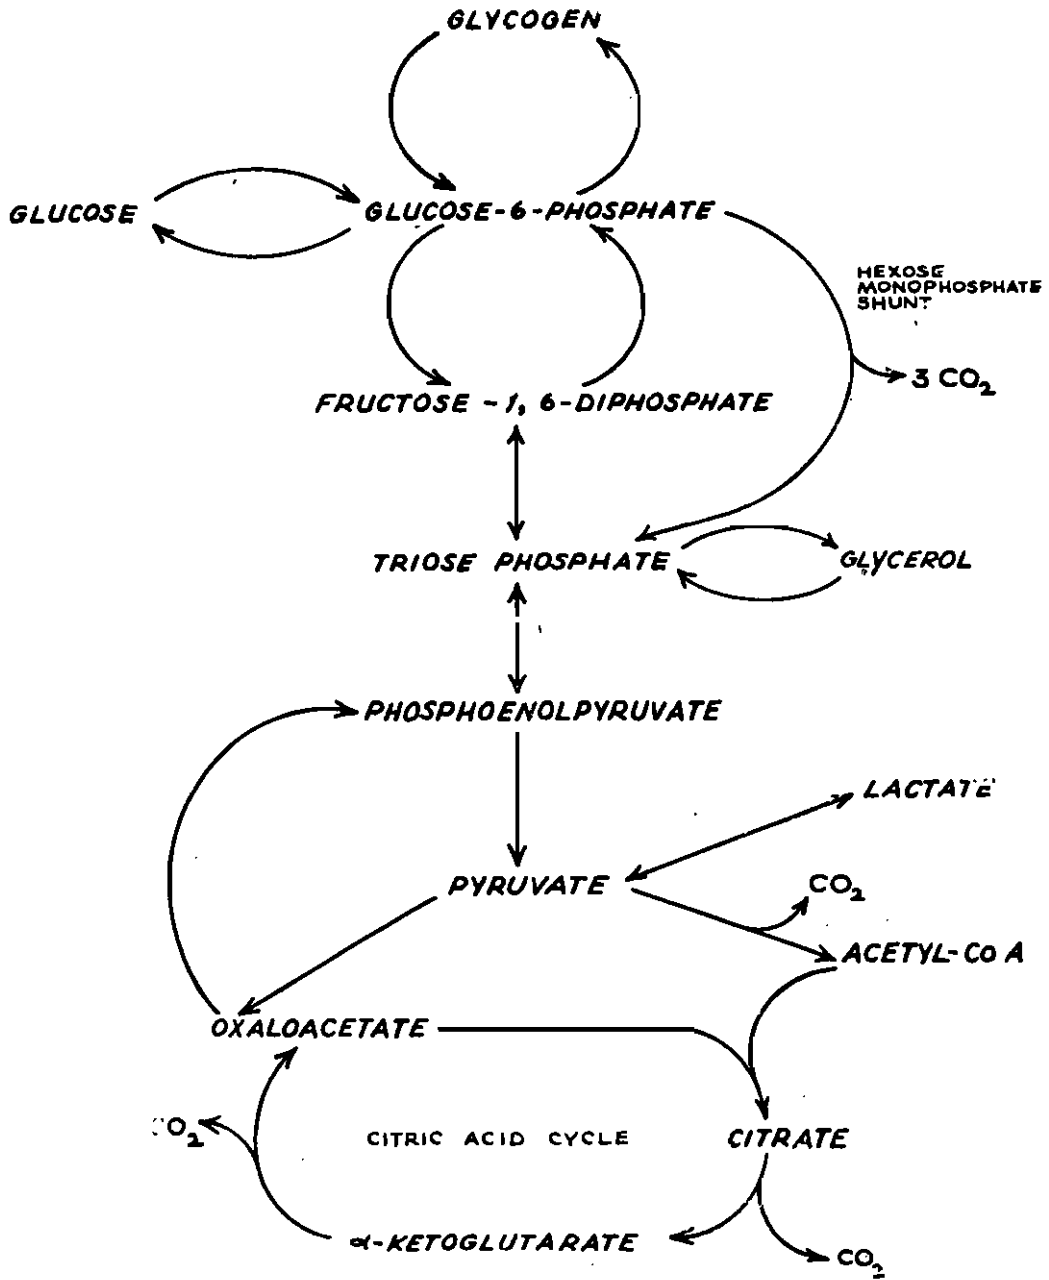 GLYCOGEN
GLUCOSE
GLUCOSE-6-PHOSPHATE
HEXOSE
MONOPHOSPHATE
SHUNT
3 CO2
FRUCTOSE -1, 6-DIPHOSPHATE
TRIOSE PHOSPHATE
GLYCEROL
PHOSPHOENOLPYRUVATE
LACTATE
PYRUVATE
CO2
ACETYL-CO A
OXALOACETATE
CO2
CITRIC ACID CYCLE
CITRATE
α-KETOGLUTARATE
CO2